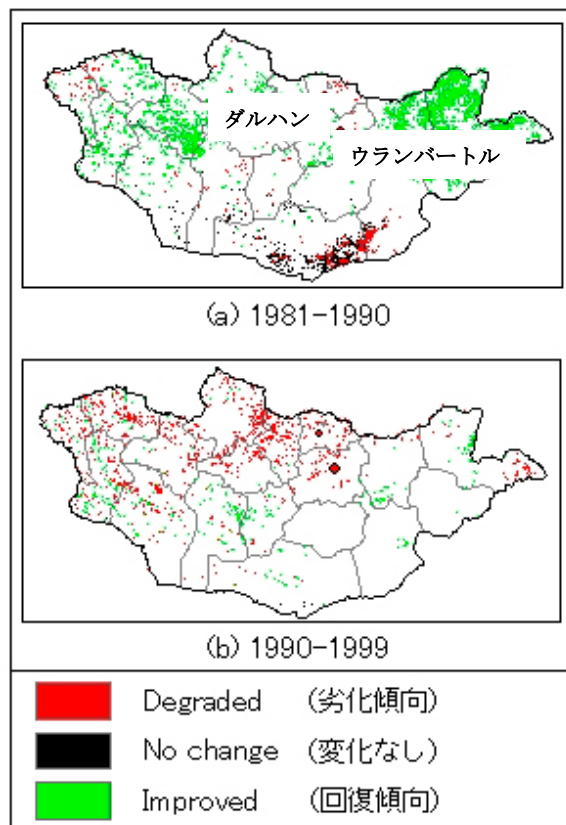 ダルハン
ウランバートル
(a) 1981-1990
(b) 1990-1999
Degraded (劣化傾向)
No change (変化なし)
Improved (回復傾向)